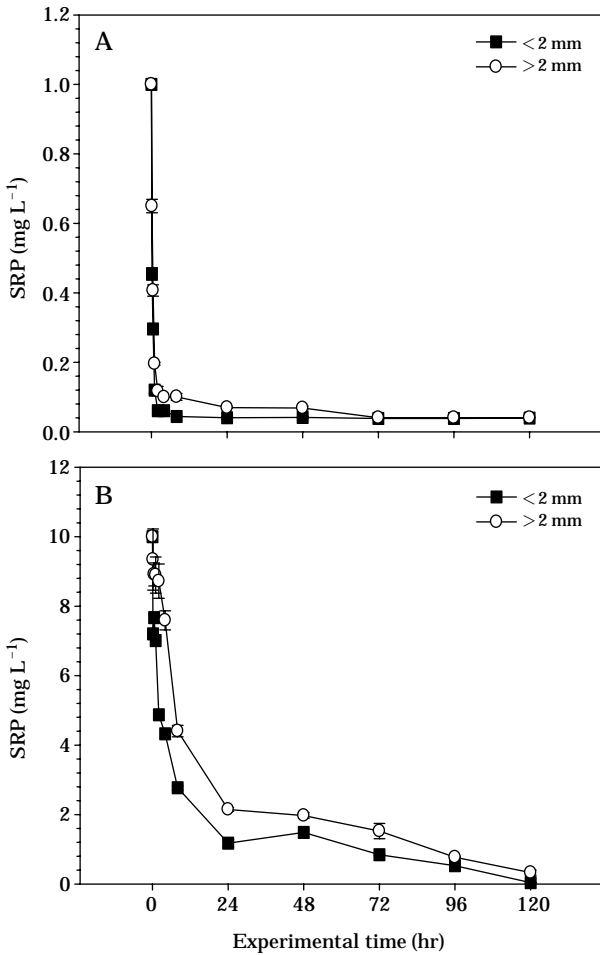 A
< 2 mm
> 2 mm
1.2
1.0
0.8
0.6
0.4
0.2
0.0
SRP (mg L⁻¹)
B
< 2 mm
> 2 mm
12
10
8
6
4
2
0
SRP (mg L⁻¹)
0 24 48 72 96 120
Experimental time (hr)